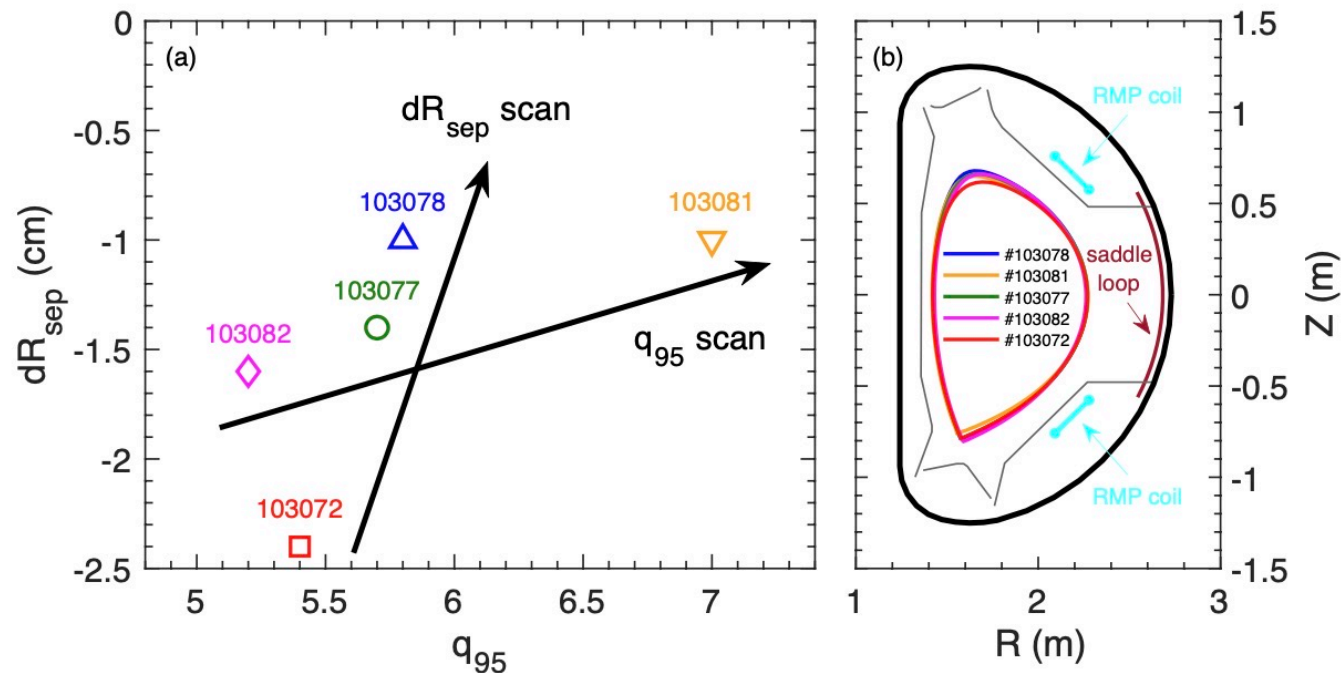 (a)
dR_sep scan
103078
103081
103077
103082
q_95 scan
103072
0
-0.5
-1
-1.5
-2
-2.5
dR_sep (cm)
5
5.5
6
6.5
7
q_95
(b)
RMP coil
#103078
#103081
#103077
#103082
#103072
saddle
loop
RMP coil
1.5
1
0.5
0
-0.5
-1
-1.5
Z (m)
1
2
3
R (m)